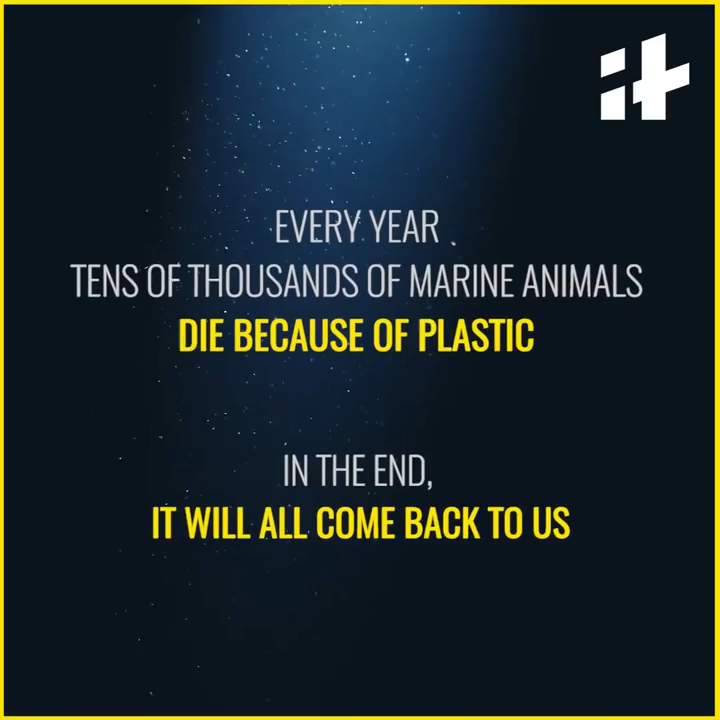 it
EVERY YEAR
TENS OF THOUSANDS OF MARINE ANIMALS
DIE BECAUSE OF PLASTIC
IN THE END,
IT WILL ALL COME BACK TO US